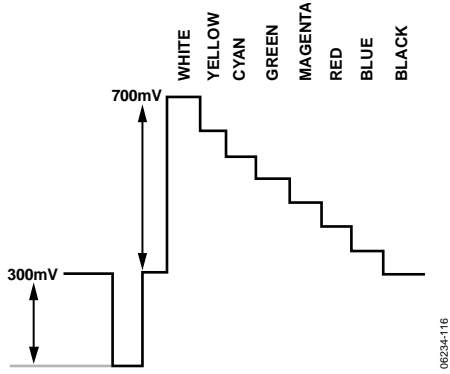 WHITE
YELLOW
CYAN
GREEN
MAGENTA
RED
BLUE
BLACK
700mV
300mV
06234-116